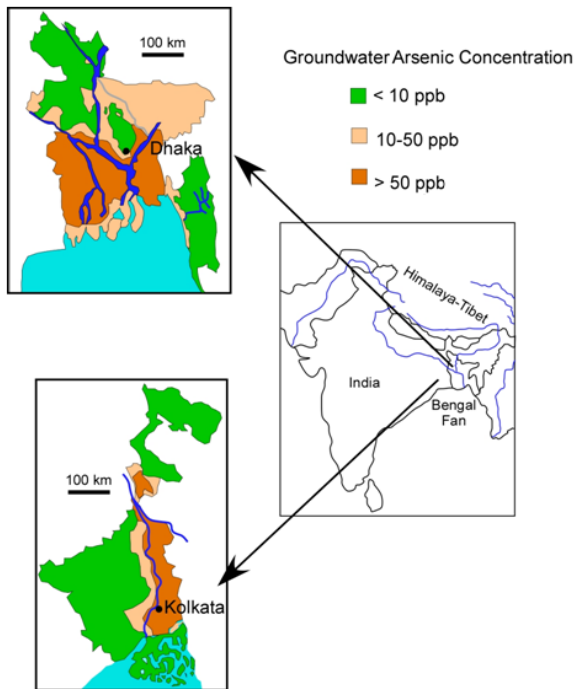 100 km
Dhaka
Groundwater Arsenic Concentration
< 10 ppb
10-50 ppb
> 50 ppb
Himalaya-Tibet
India
Bengal
Fan
100 km
Kolkata